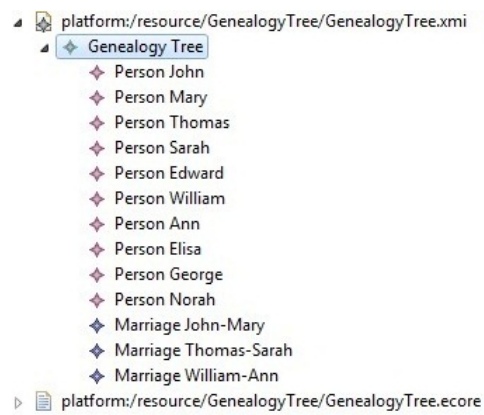 platform:/resource/GenealogyTree/GenealogyTree.xmi
Genealogy Tree
Person John
Person Mary
Person Thomas
Person Sarah
Person Edward
Person William
Person Ann
Person Elisa
Person George
Person Norah
Marriage John-Mary
Marriage Thomas-Sarah
Marriage William-Ann
platform:/resource/GenealogyTree/GenealogyTree.ecore